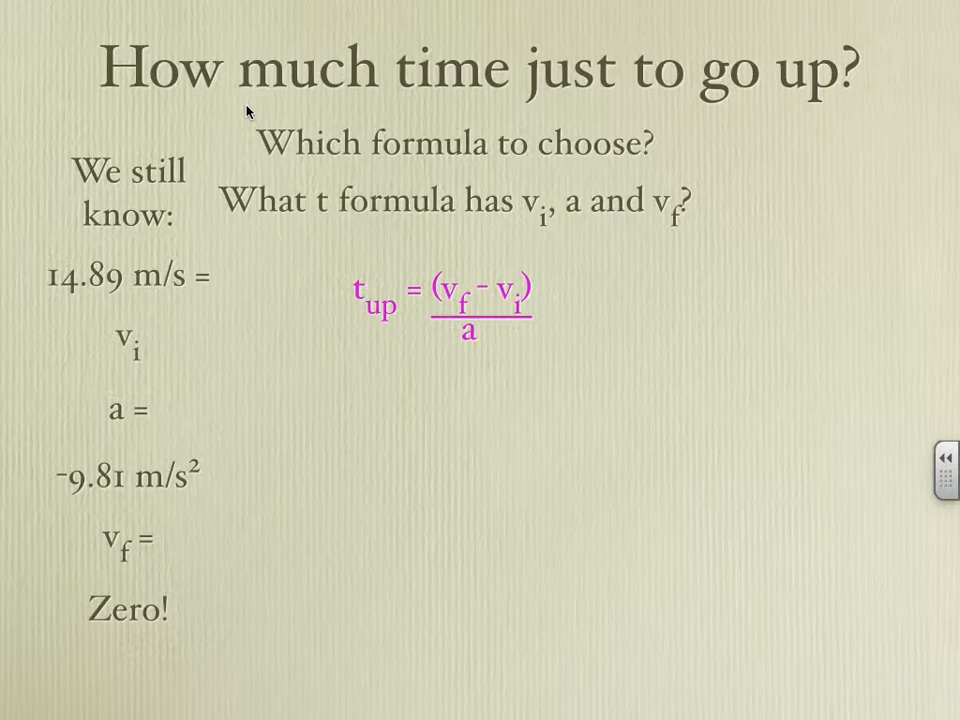 How much time just to go up?
Which formula to choose?
We still
know:
What t formula has vi, a and vf?
14.89 m/s =
vi
tup = (vf - vi)
a
a =
-9.81 m/s²
vf =
Zero!